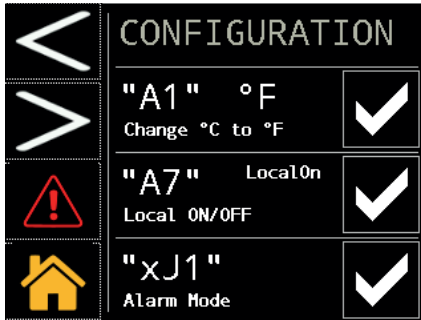 CONFIGURATION
"A1" °F
Change °C to °F
"A7" LocalOn
Local ON/OFF
"xJ1"
Alarm Mode